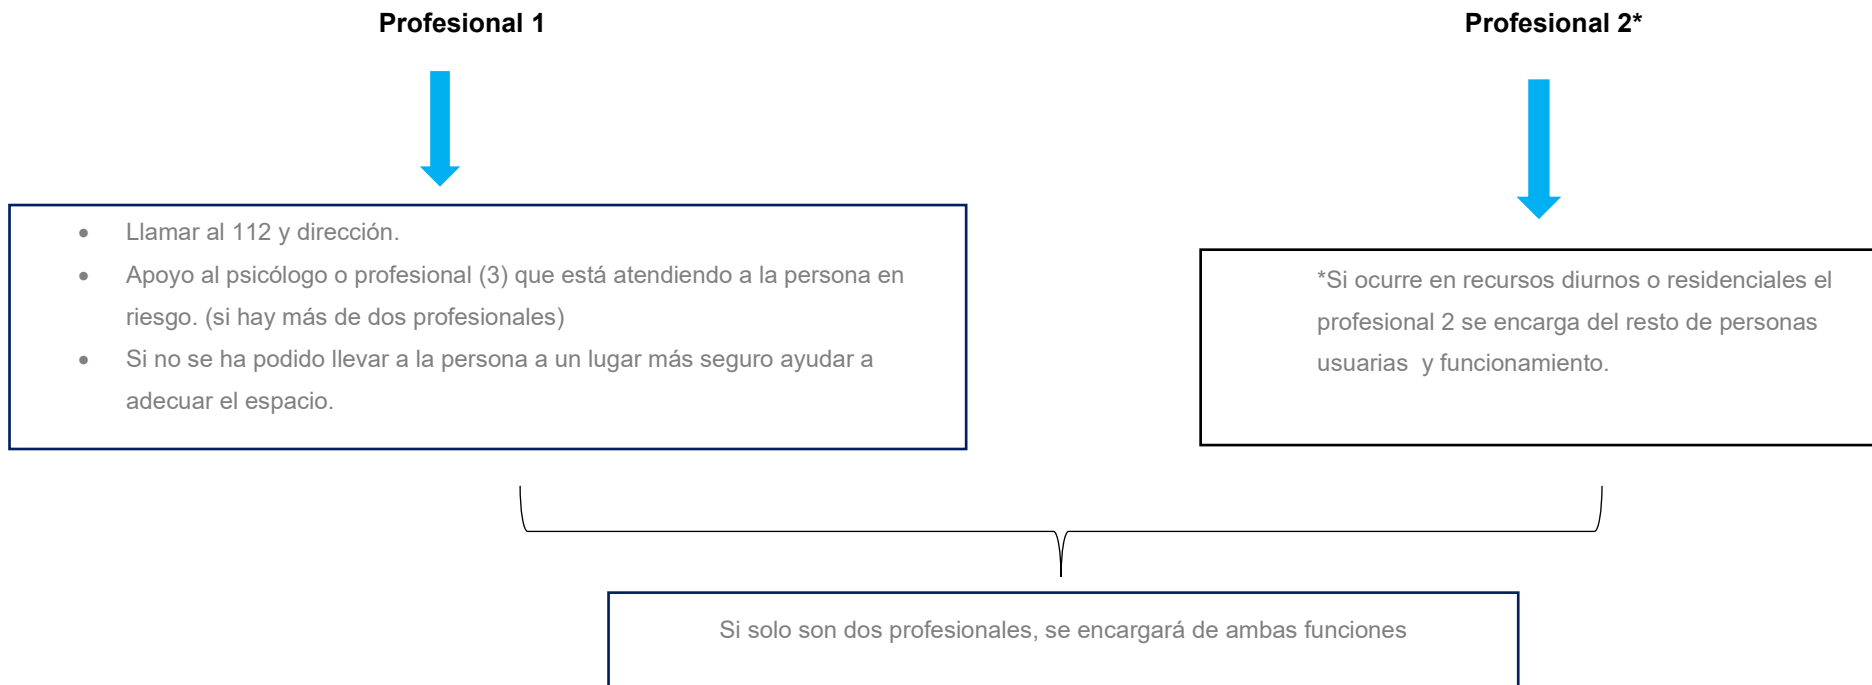 Profesional 1
Profesional 2*
• Llamar al 112 y dirección.
• Apoyo al psicólogo o profesional (3) que está atendiendo a la persona en
riesgo. (si hay más de dos profesionales)
• Si no se ha podido llevar a la persona a un lugar más seguro ayudar a
adecuar el espacio.
*Si ocurre en recursos diurnos o residenciales el
profesional 2 se encarga del resto de personas
usuarias y funcionamiento.
Si solo son dos profesionales, se encargará de ambas funciones